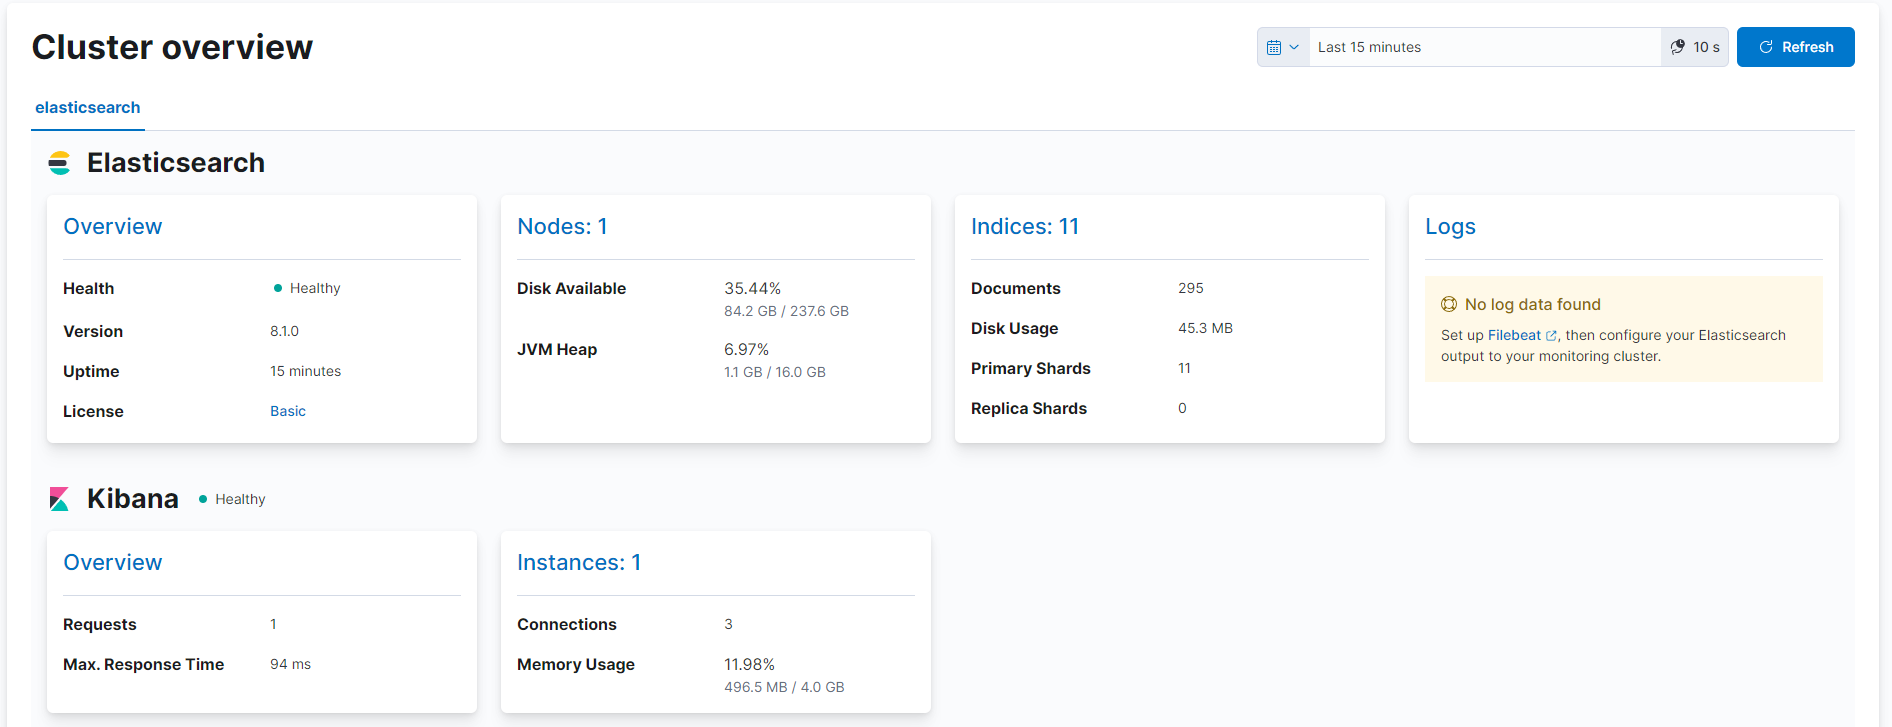 Cluster overview
Last 15 minutes
10 s
Refresh
elasticsearch
Elasticsearch
Overview
Health
Healthy
Version
8.1.0
Uptime
15 minutes
License
Basic
Nodes: 1
Disk Available
35.44%
84.2 GB / 237.6 GB
JVM Heap
6.97%
1.1 GB / 16.0 GB
Indices: 11
Documents
295
Disk Usage
45.3 MB
Primary Shards
11
Replica Shards
0
Logs
No log data found
Set up Filebeat, then configure your Elasticsearch
output to your monitoring cluster.
Kibana
Healthy
Overview
Requests
1
Max. Response Time
94 ms
Instances: 1
Connections
3
Memory Usage
11.98%
496.5 MB / 4.0 GB